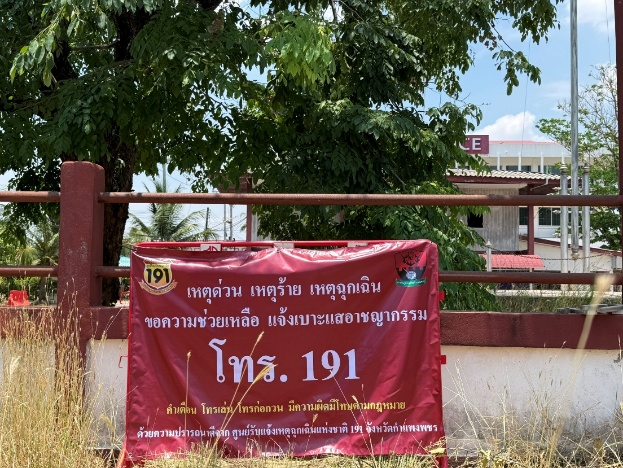 CE
191
เหตุด่วน เหตุร้าย เหตุฉุกเฉิน
ขอความช่วยเหลือ แจ้งเบาะแสอาชญากรรม
โทร. 191
คำเตือน โทรเล่น โทรก่อกวน มีความผิดมีโทษตามกฎหมาย
ด้วยความปรารถนาดีจาก ศูนย์รับแจ้งเหตุฉุกเฉินแห่งชาติ 191 จังหวัดกำแพงเพชร